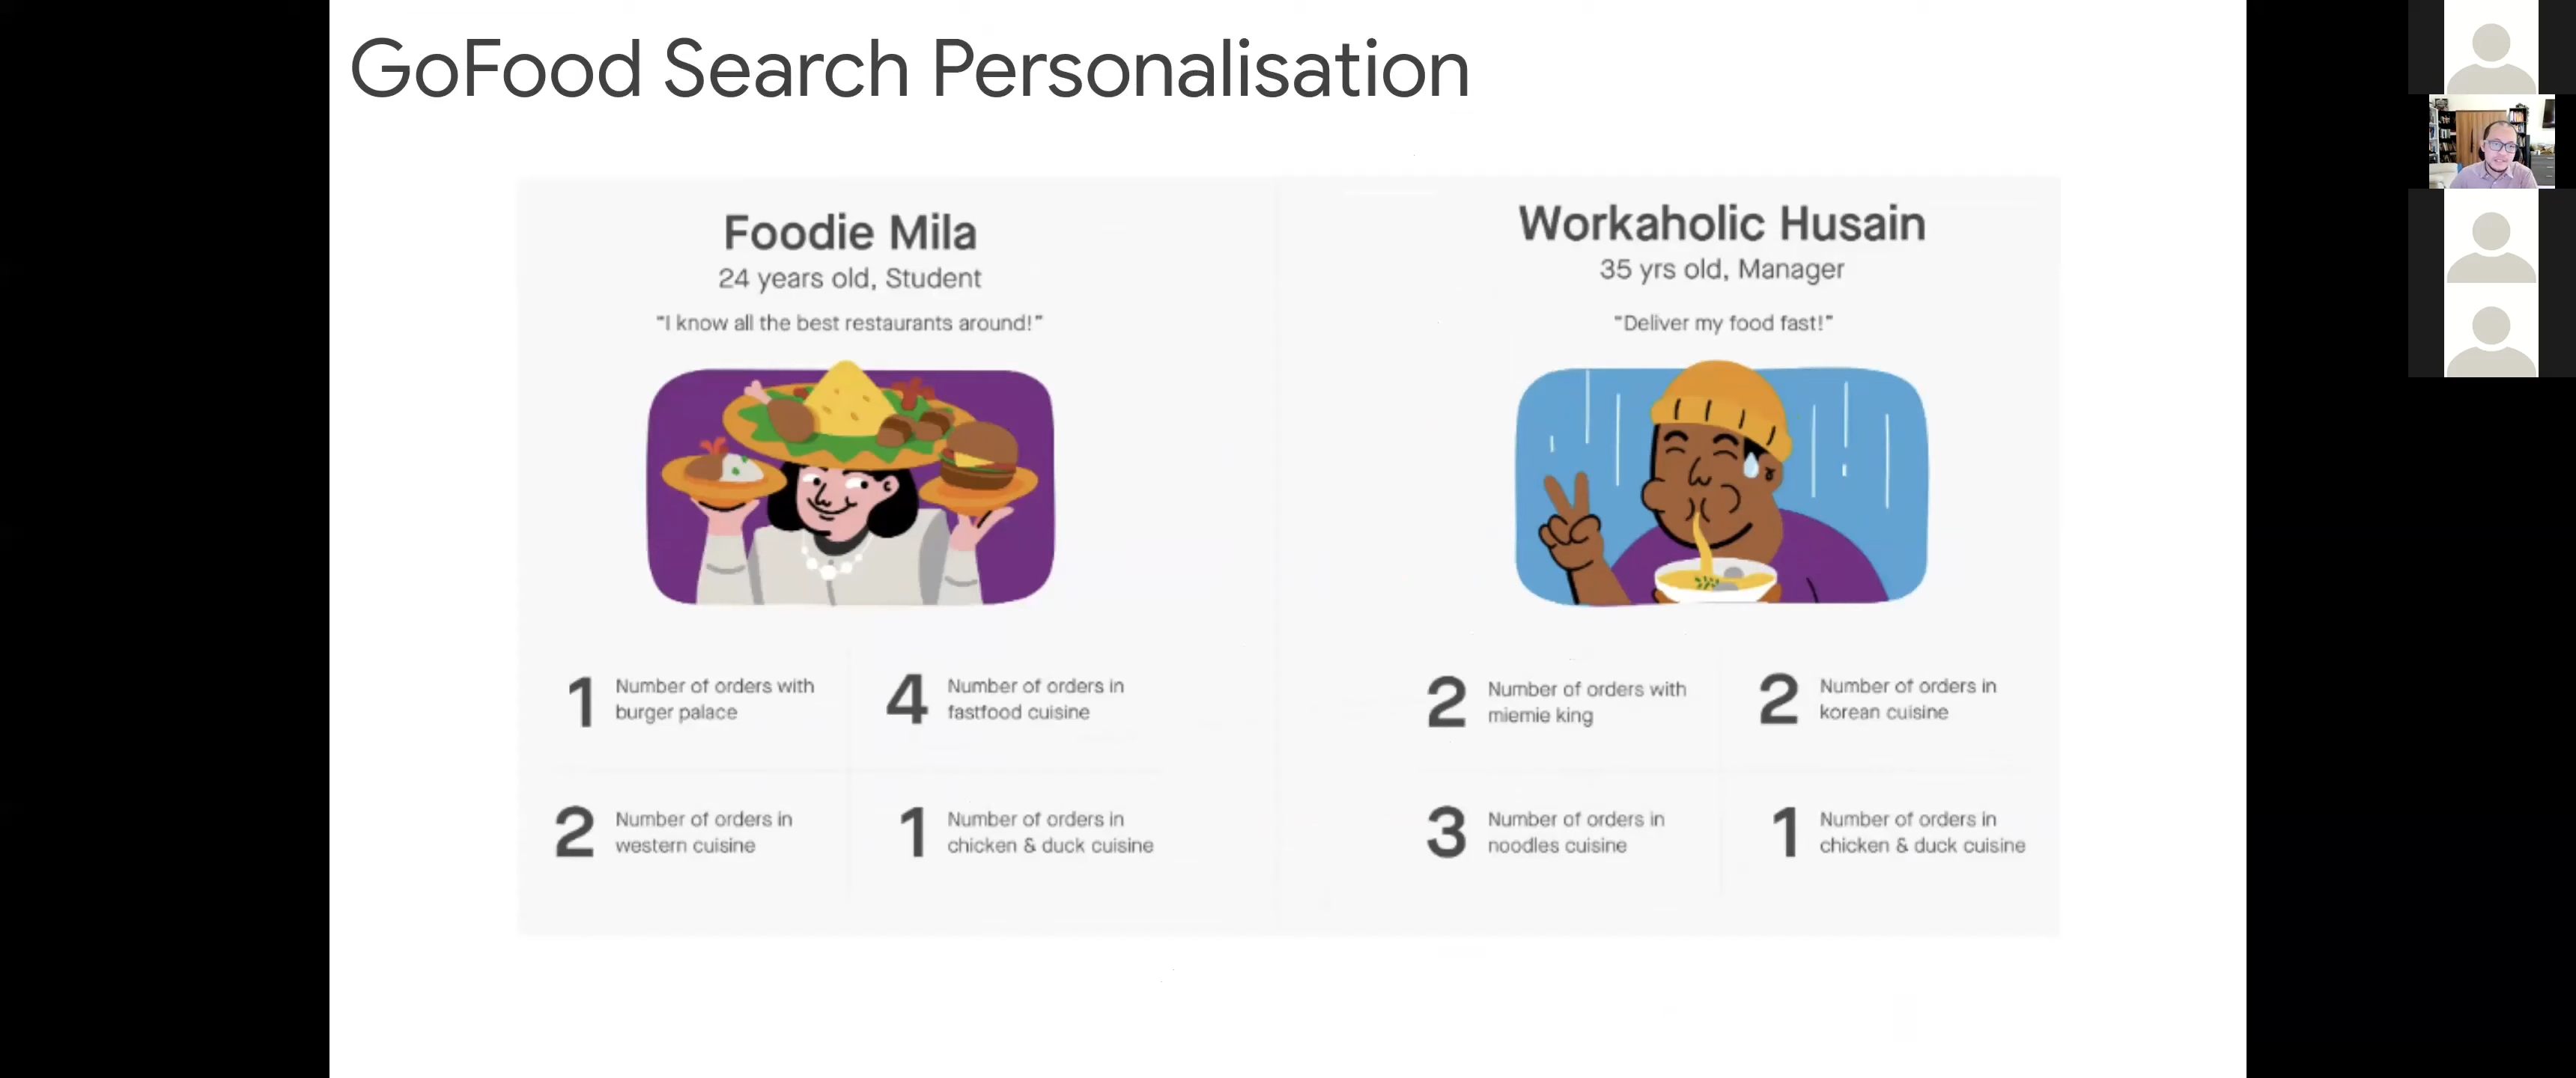 GoFood Search Personalisation
Foodie Mila
24 years old, Student
"I know all the best restaurants around!"
1
Number of orders with
burger palace
4
Number of orders in
fastfood cuisine
2
Number of orders in
western cuisine
1
Number of orders in
chicken & duck cuisine
Workaholic Husain
35 yrs old, Manager
"Deliver my food fast!"
2
Number of orders with
miemie king
2
Number of orders in
korean cuisine
3
Number of orders in
noodles cuisine
1
Number of orders in
chicken & duck cuisine